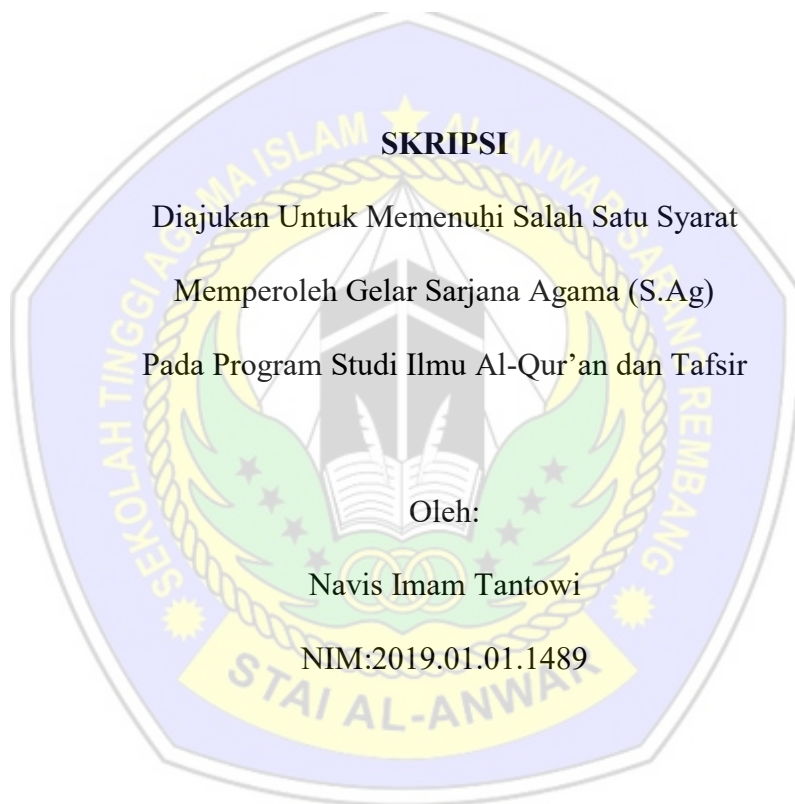 SKRIPSI
Diajukan Untuk Memenuḥi Salah Satu Syarat
Memperoleh Gelar Sarjana Agama (S.Ag)
Pada Program Studi Ilmu Al-Qur’an dan Tafsir
Oleh:
Navis Imam Tantowi
NIM:2019.01.01.1489
SEKOLAH TINGGI AGAMA ISLAM AL-ANWAR SARANG REMBANG
STAI AL-ANWAR